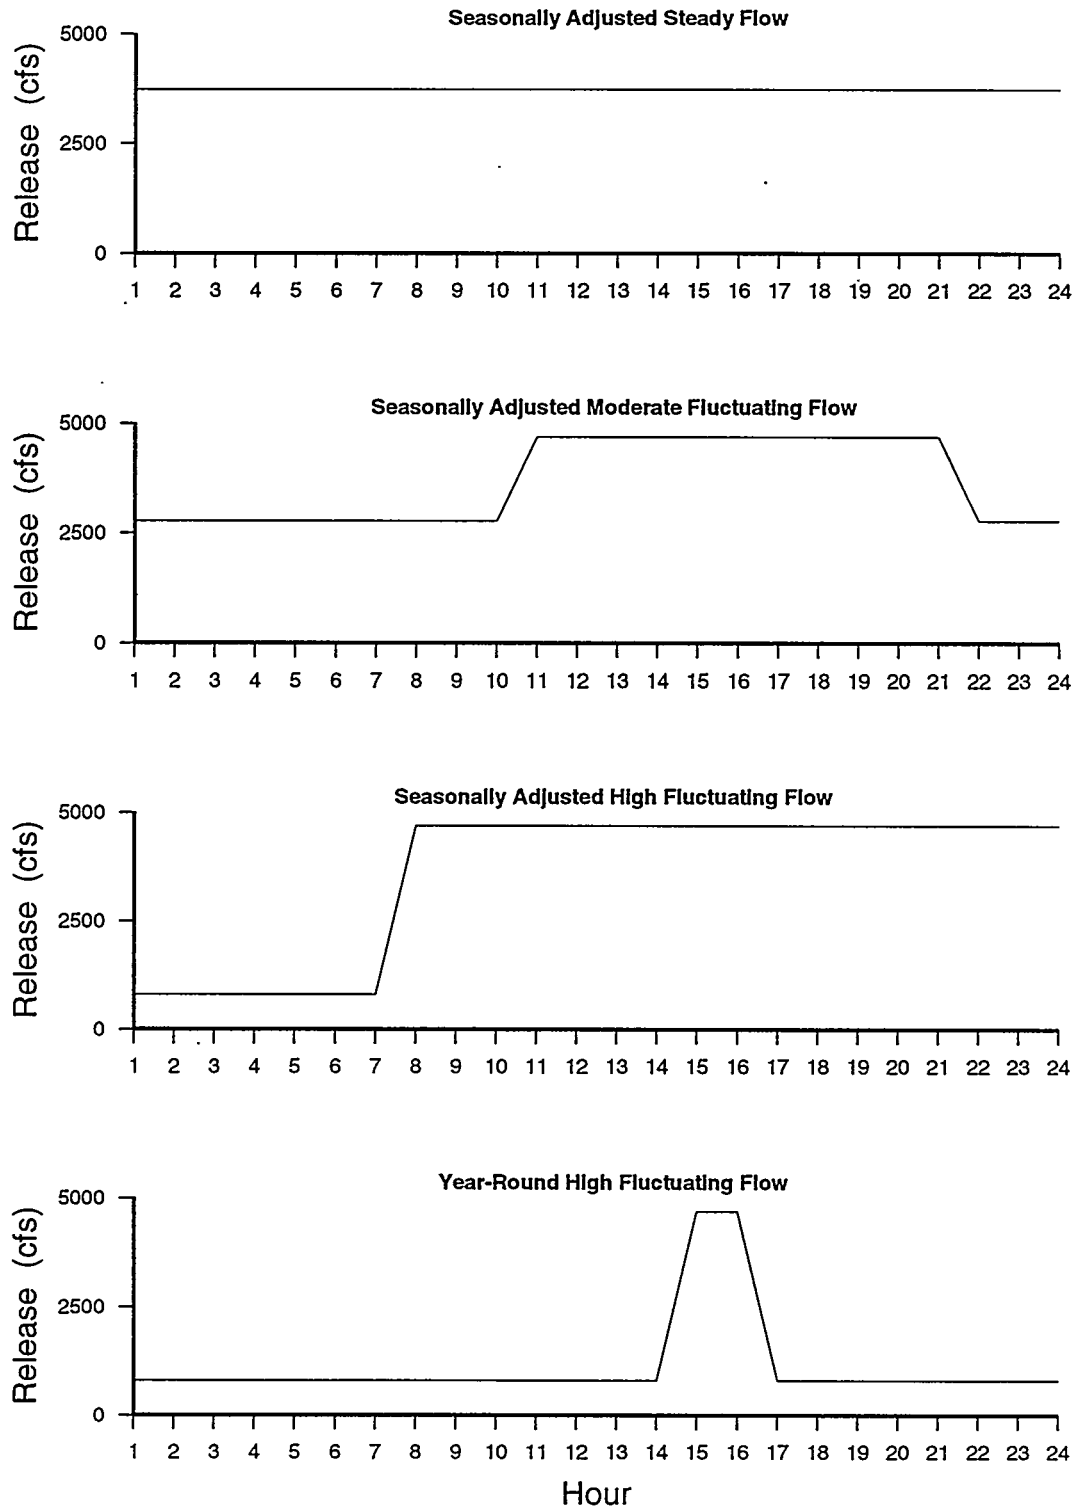 Seasonally Adjusted Steady Flow
Release (cfs)
5000
2500
0
1 2 3 4 5 6 7 8 9 10 11 12 13 14 15 16 17 18 19 20 21 22 23 24
Seasonally Adjusted Moderate Fluctuating Flow
Release (cfs)
5000
2500
0
1 2 3 4 5 6 7 8 9 10 11 12 13 14 15 16 17 18 19 20 21 22 23 24
Seasonally Adjusted High Fluctuating Flow
Release (cfs)
5000
2500
0
1 2 3 4 5 6 7 8 9 10 11 12 13 14 15 16 17 18 19 20 21 22 23 24
Year-Round High Fluctuating Flow
Release (cfs)
5000
2500
0
1 2 3 4 5 6 7 8 9 10 11 12 13 14 15 16 17 18 19 20 21 22 23 24
Hour